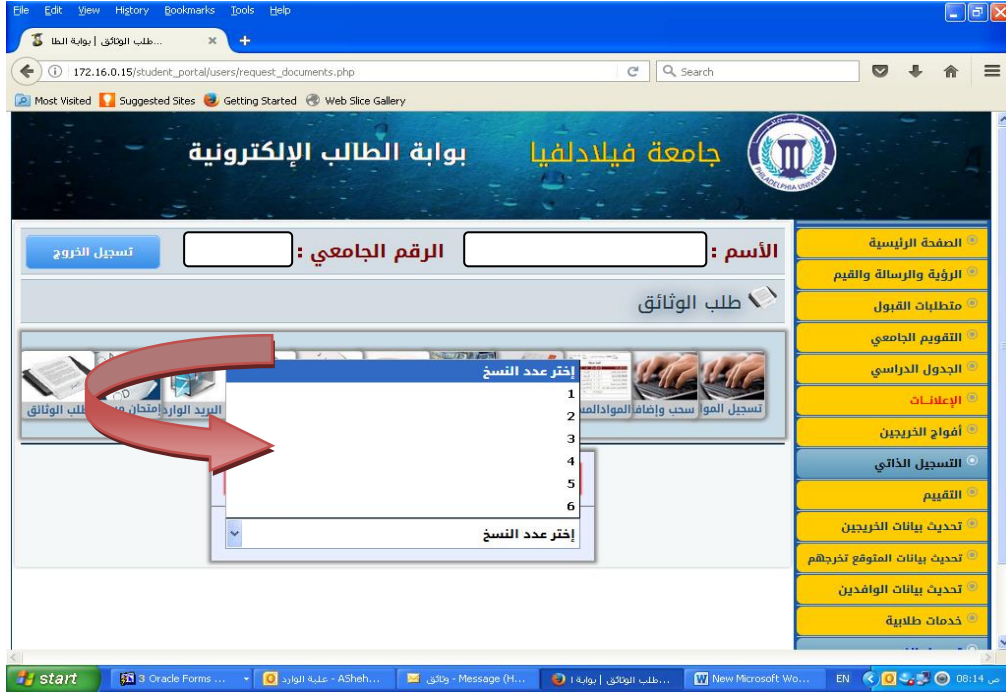 File Edit View History Bookmarks Tools Help
طلب الوثائق | بوابة الطا...
172.16.0.15/student_portal/users/request_documents.php
Search
Most Visited Suggested Sites Getting Started Web Slice Gallery
جامعة فيلادلفيا بوابة الطالب الإلكترونية
PHILADELPHIA UNIVERSITY
الأسم : الرقم الجامعي : تسجيل الخروج
طلب الوثائق
تسجيل الموا سحب وإضافة الموادالمس
البريد الوارد
إمتحان
طلب الوثائق
إختر عدد النسخ
1
2
3
4
5
6
إختر عدد النسخ
الصفحة الرئيسية
الرؤية والرسالة والقيم
متطلبات القبول
التقويم الجامعي
الجدول الدراسي
الإعلانــات
أفواج الخريجين
التسجيل الذاتي
التقييم
تحديث بيانات الخريجين
تحديث بيانات المتوقع تخرجهم
تحديث بيانات الوافدين
خدمات طلابية
start
3 Oracle Forms ...
علبة الوارد - ASheh...
وثائق - Message (H...
طلب الوثائق | بوابة ا...
New Microsoft Wo...
EN
08:14 ص